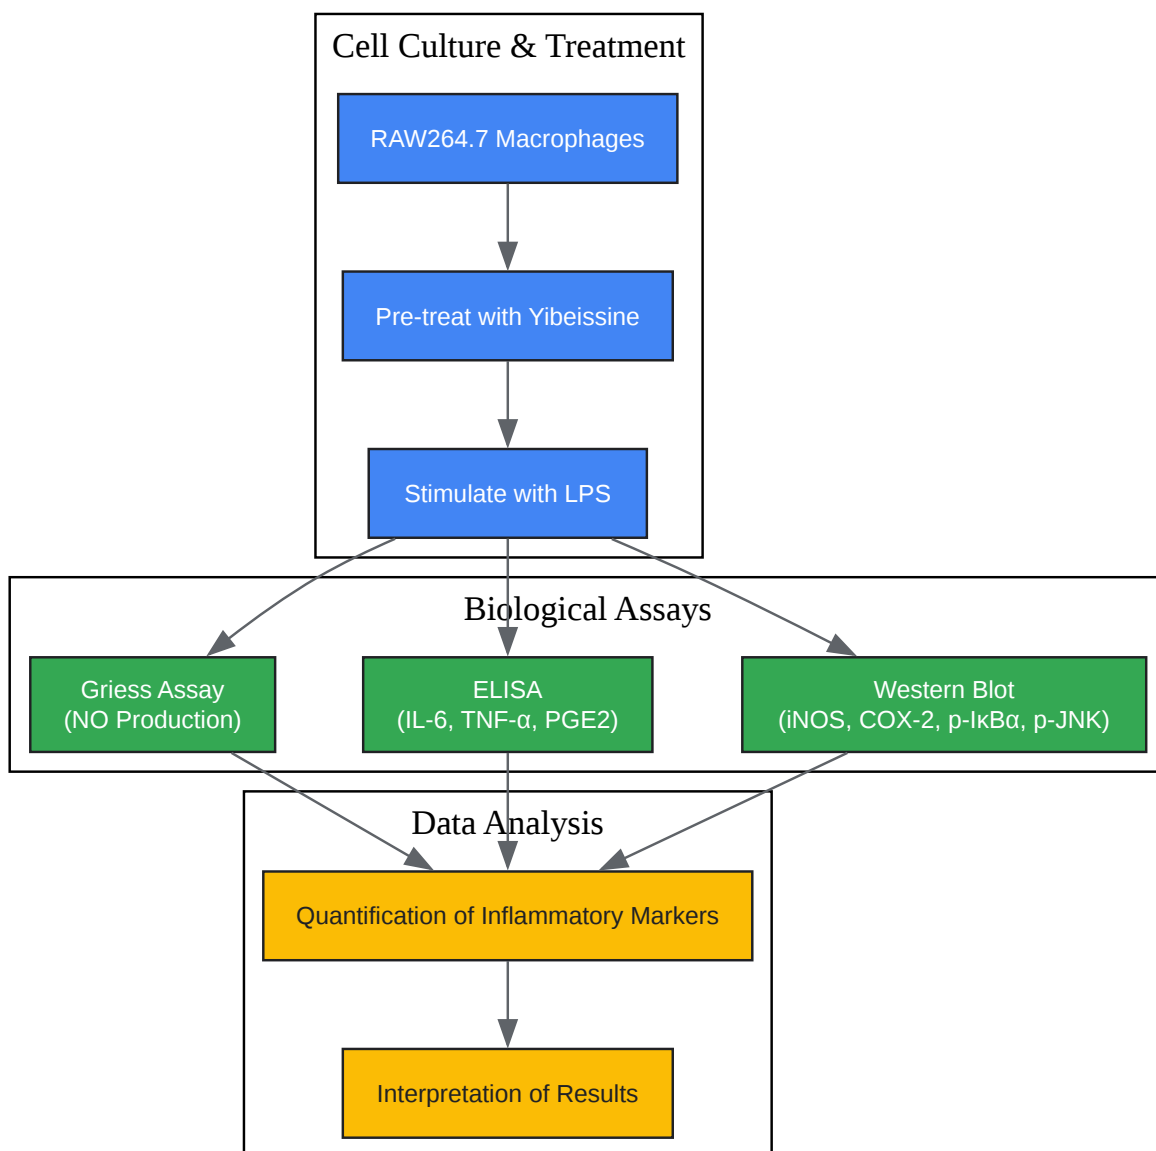 Cell Culture & Treatment
RAW264.7 Macrophages
Pre-treat with Yibeissine
Stimulate with LPS
Biological Assays
Griess Assay
(NO Production)
ELISA
(IL-6, TNF-α, PGE2)
Western Blot
(iNOS, COX-2, p-IκBα, p-JNK)
Data Analysis
Quantification of Inflammatory Markers
Interpretation of Results